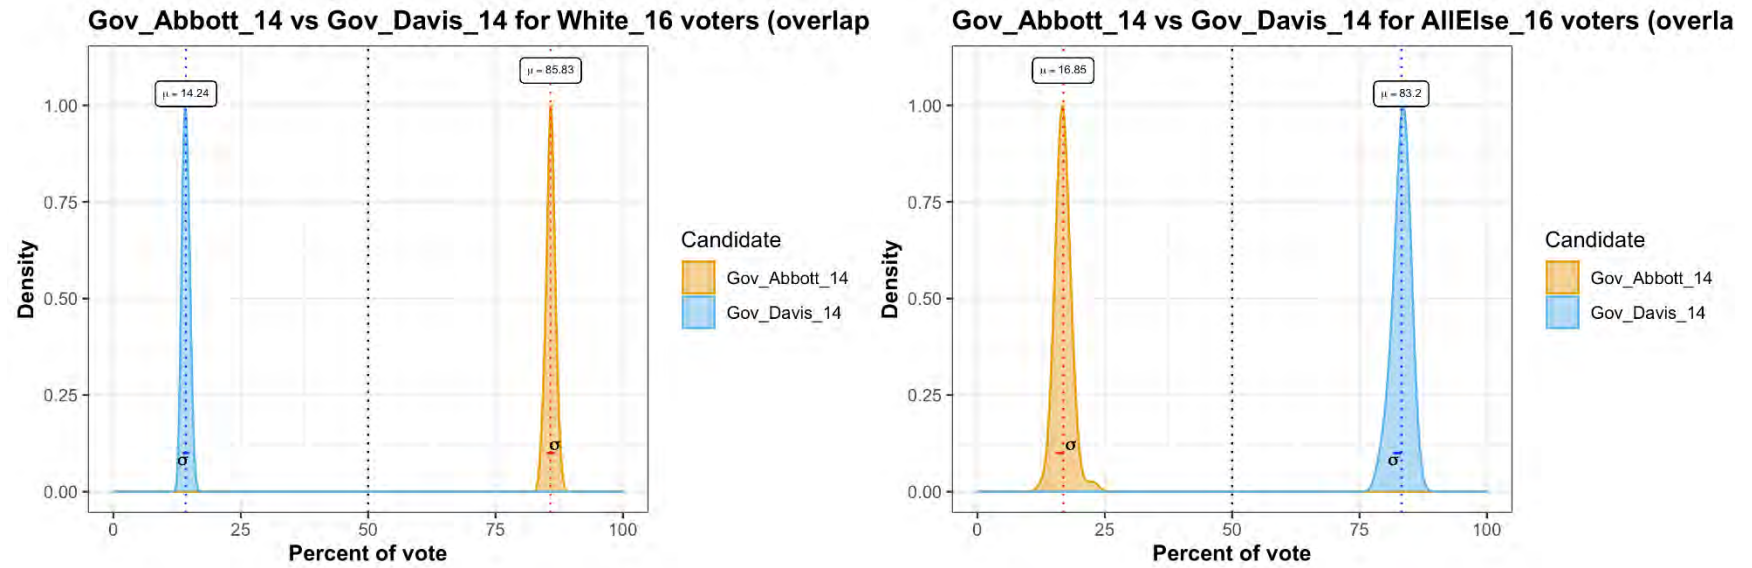 Gov_Abbott_14 vs Gov_Davis_14 for White_16 voters (overlap
μ = 14.24
μ = 85.83
1.00
0.75
0.50
0.25
0.00
Density
σ
σ
0 25 50 75 100
Percent of vote
Candidate
Gov_Abbott_14
Gov_Davis_14
Gov_Abbott_14 vs Gov_Davis_14 for AllElse_16 voters (overla
μ = 16.85
μ = 83.2
1.00
0.75
0.50
0.25
0.00
Density
σ
σ
0 25 50 75 100
Percent of vote
Candidate
Gov_Abbott_14
Gov_Davis_14